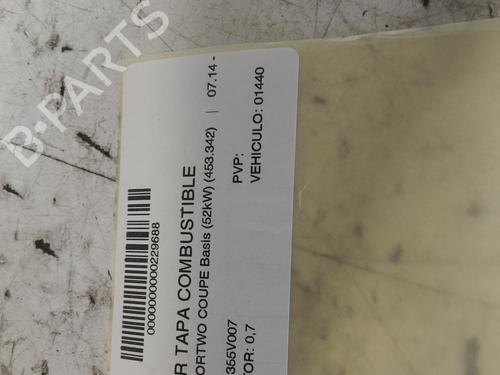 B-PARTS
0000000000229688
R TAPA COMBUSTIBLE
ORTWO COUPE Basis (52kW) (453.342) | 07.14 -
355V007
PVP:
TOR: 0,7
VEHICULO: 01440